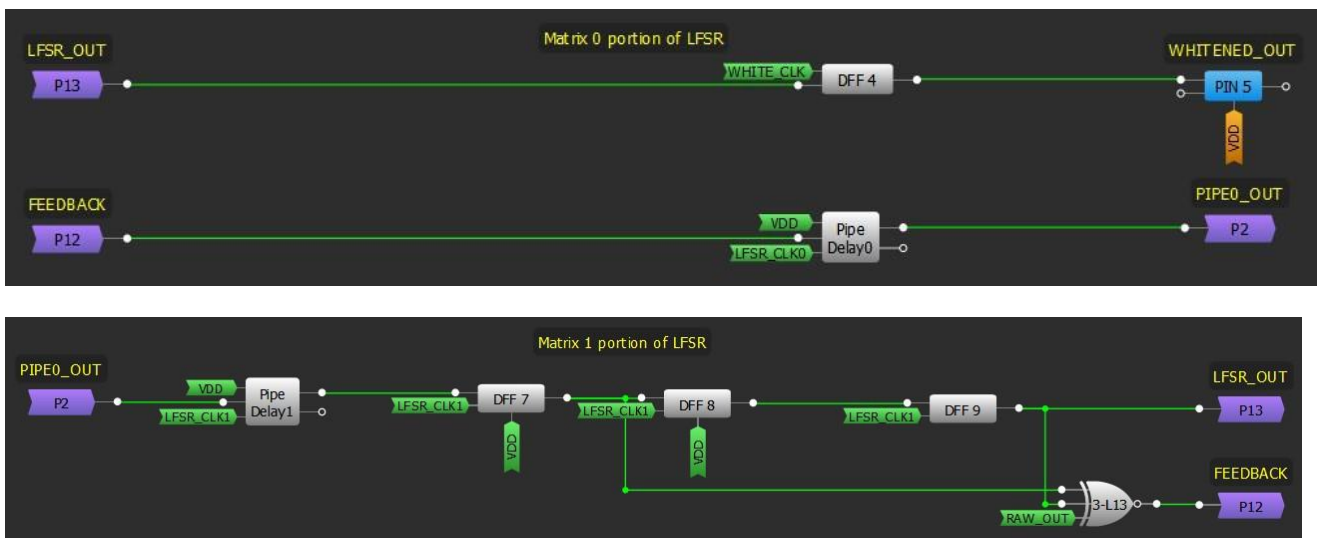 Matrix 0 portion of LFSR
LFSR_OUT
P13
WHITE_CLK
DFF 4
WHITENED_OUT
PIN 5
VDD
FEEDBACK
P12
VDD
LFSR_CLK0
Pipe
Delay0
PIPE0_OUT
P2
Matrix 1 portion of LFSR
PIPE0_OUT
P2
VDD
LFSR_CLK1
Pipe
Delay1
LFSR_CLK1
DFF 7
VDD
LFSR_CLK1
DFF 8
VDD
LFSR_CLK1
DFF 9
LFSR_OUT
P13
RAW_OUT
3-L13
FEEDBACK
P12